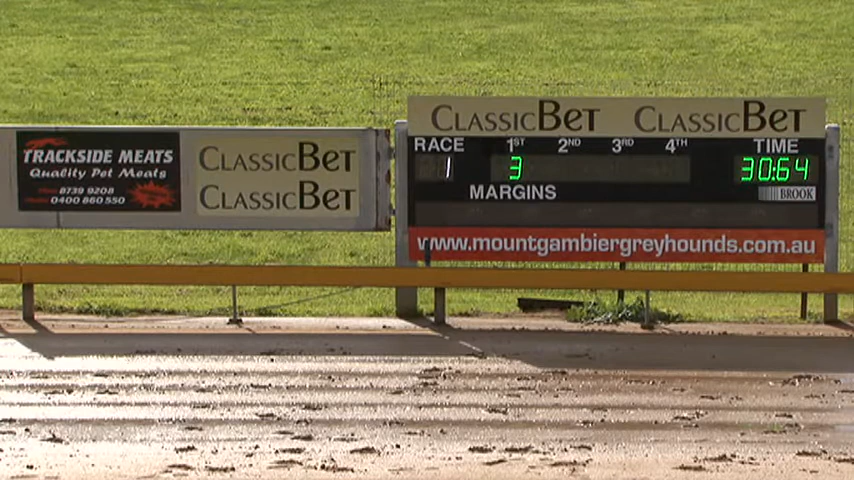 CLASSICBET CLASSICBET
RACE 1ST 2ND 3RD 4TH TIME
1 3 30:64
MARGINS BROOK
www.mountgambiergreyhounds.com.au
TRACKSIDE MEATS
Quality Pet Meats
8739 9208
0400 860 550
CLASSICBET
CLASSICBET